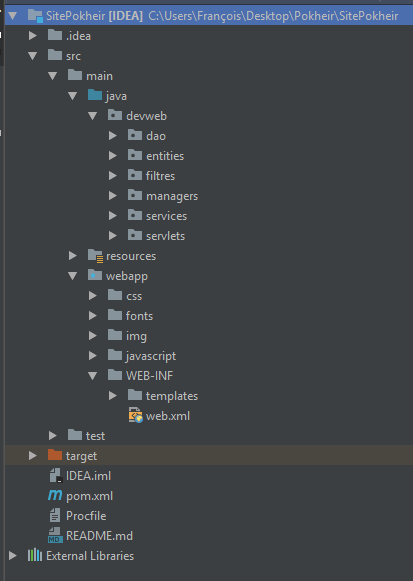 SitePokheir [IDEA] C:\Users\François\Desktop\Pokheir\SitePokheir
.idea
src
main
java
devweb
dao
entities
filtres
managers
services
servlets
resources
webapp
css
fonts
img
javascript
WEB-INF
templates
web.xml
test
target
IDEA.iml
pom.xml
Procfile
README.md
External Libraries